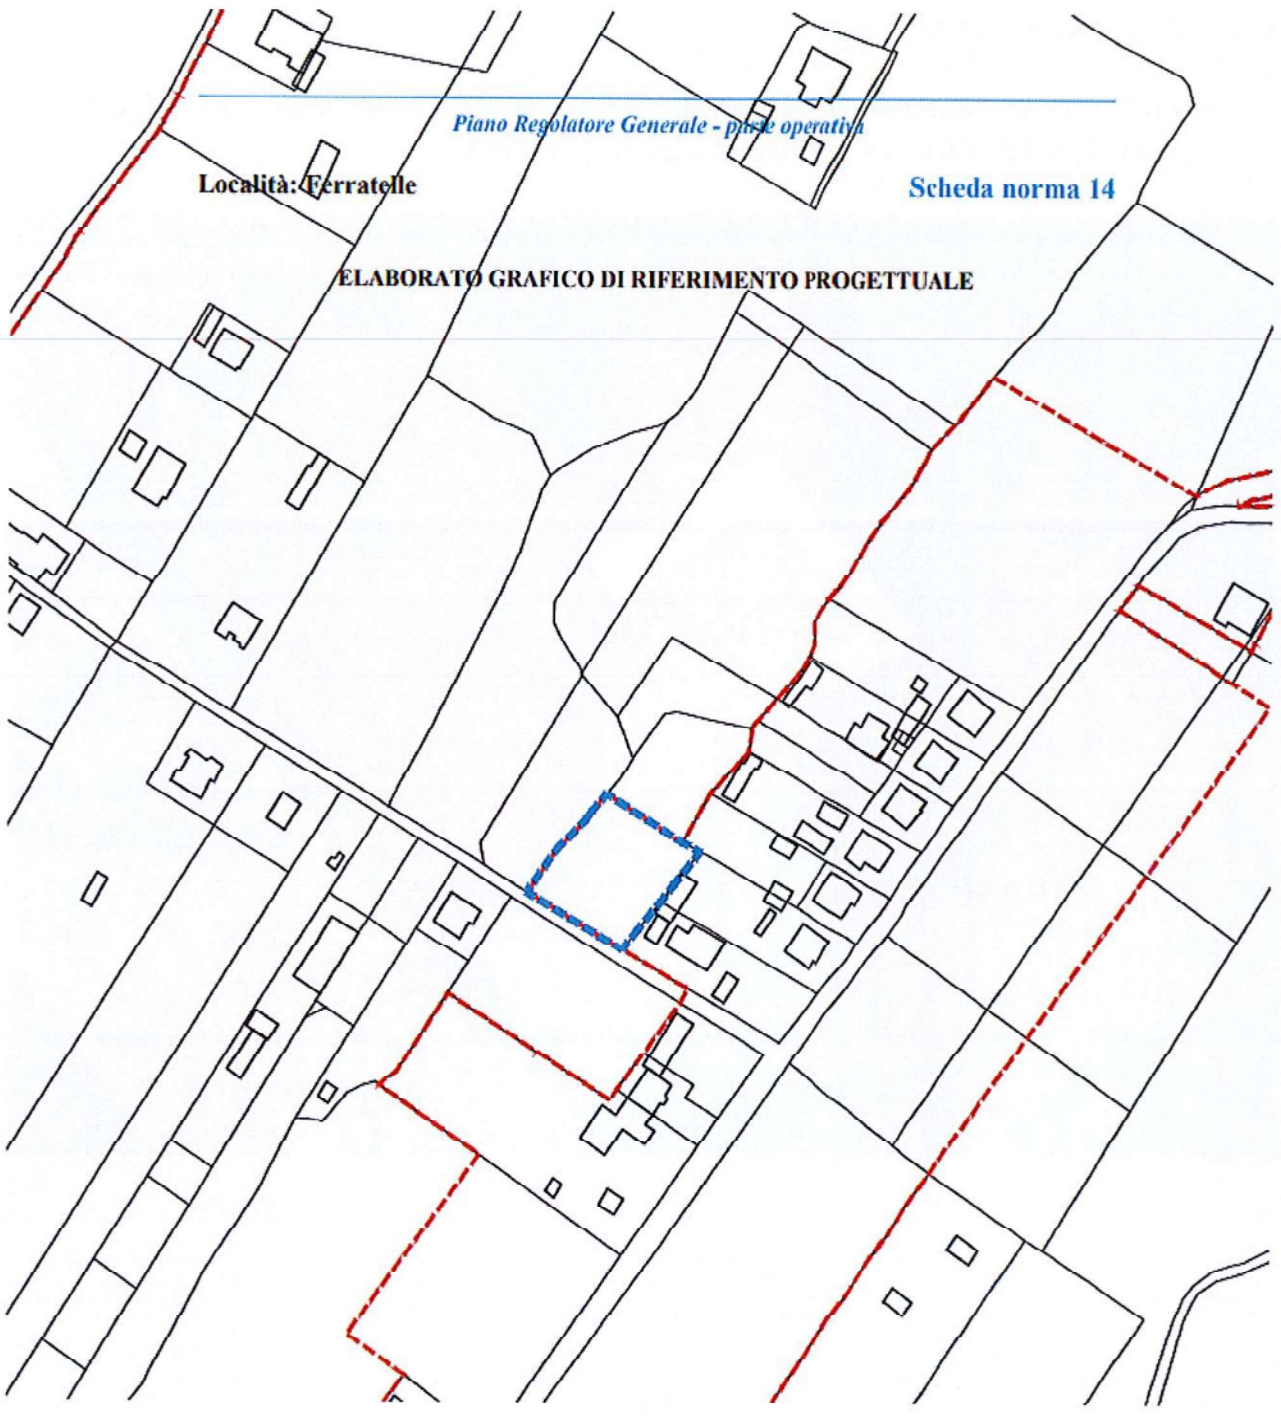 Piano Regolatore Generale - parte operativa
Località: Ferratelle
Scheda norma 14
ELABORATO GRAFICO DI RIFERIMENTO PROGETTUALE